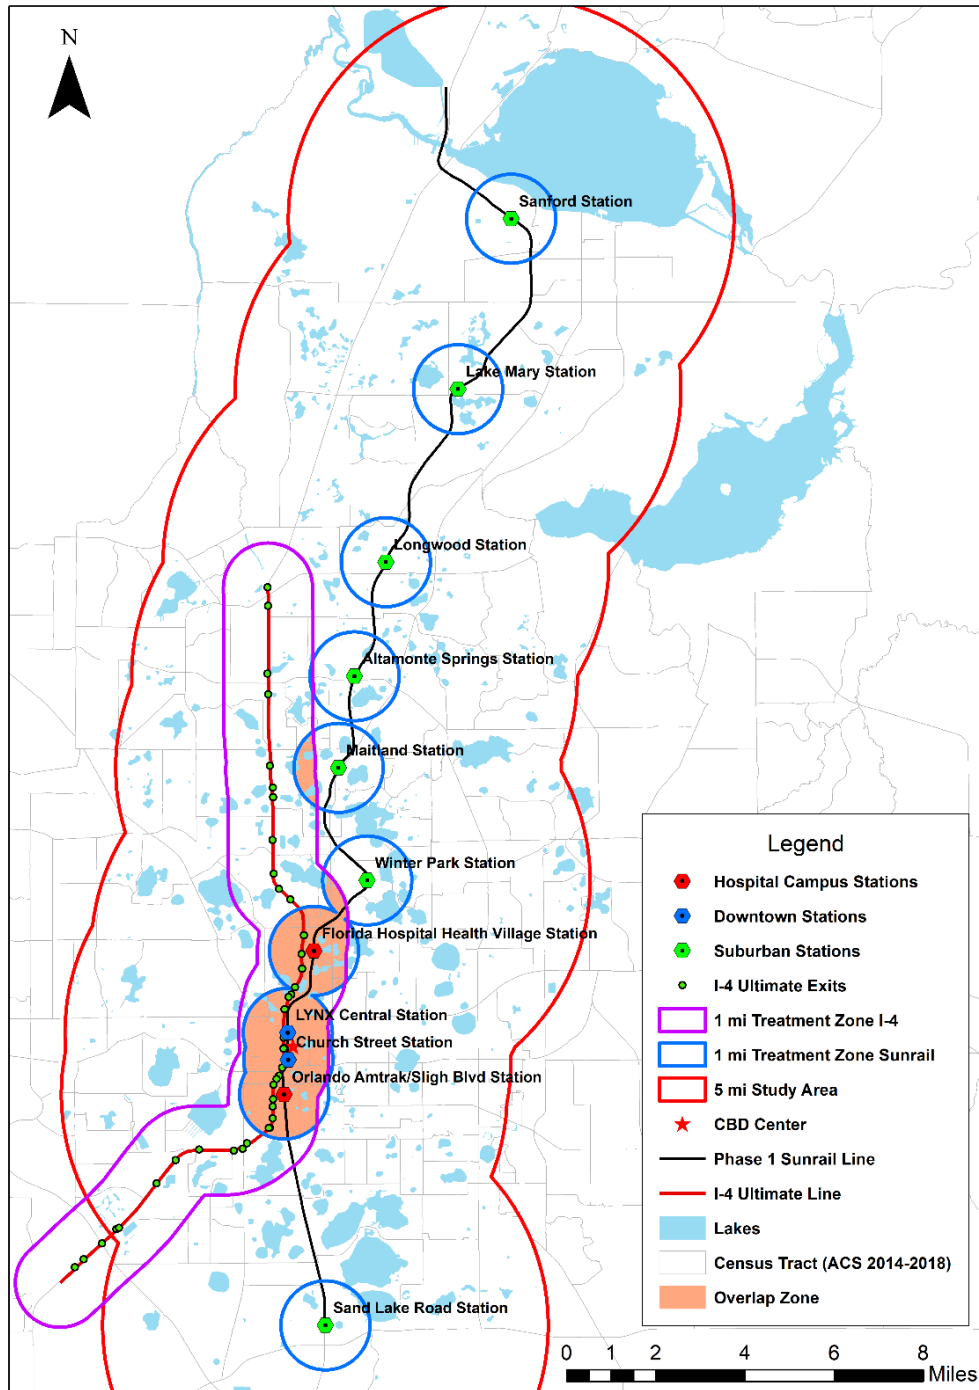 N
Sanford Station
Lake Mary Station
Longwood Station
Altamonte Springs Station
Maitland Station
Winter Park Station
Florida Hospital Health Village Station
LYNX Central Station
Church Street Station
Orlando Amtrak/Sligh Blvd Station
Sand Lake Road Station
Legend
Hospital Campus Stations
Downtown Stations
Suburban Stations
I-4 Ultimate Exits
1 mi Treatment Zone I-4
1 mi Treatment Zone Sunrail
5 mi Study Area
CBD Center
Phase 1 Sunrail Line
I-4 Ultimate Line
Lakes
Census Tract (ACS 2014-2018)
Overlap Zone
0 1 2 4 6 8
Miles